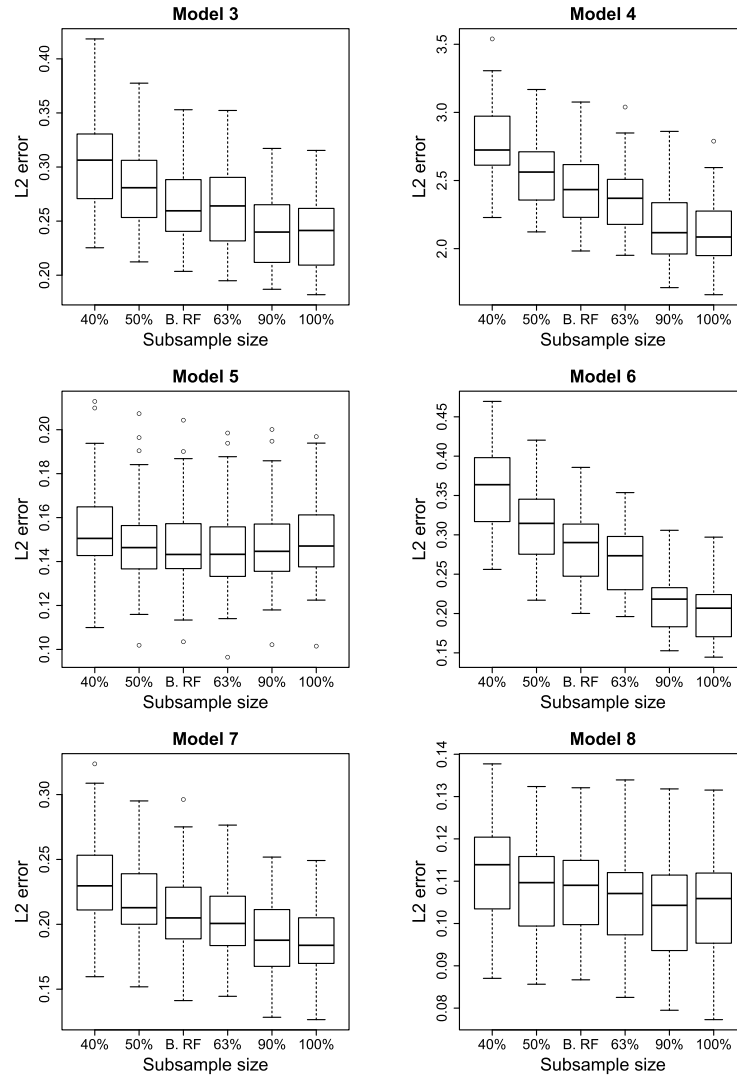 Model 3
L2 error
0.20 0.25 0.30 0.35 0.40
40% 50% B. RF 63% 90% 100%
Subsample size
Model 4
L2 error
2.0 2.5 3.0 3.5
40% 50% B. RF 63% 90% 100%
Subsample size
Model 5
L2 error
0.10 0.12 0.14 0.16 0.18 0.20
40% 50% B. RF 63% 90% 100%
Subsample size
Model 6
L2 error
0.15 0.20 0.25 0.30 0.35 0.40 0.45
40% 50% B. RF 63% 90% 100%
Subsample size
Model 7
L2 error
0.15 0.20 0.25 0.30
40% 50% B. RF 63% 90% 100%
Subsample size
Model 8
L2 error
0.08 0.09 0.10 0.11 0.12 0.13 0.14
40% 50% B. RF 63% 90% 100%
Subsample size